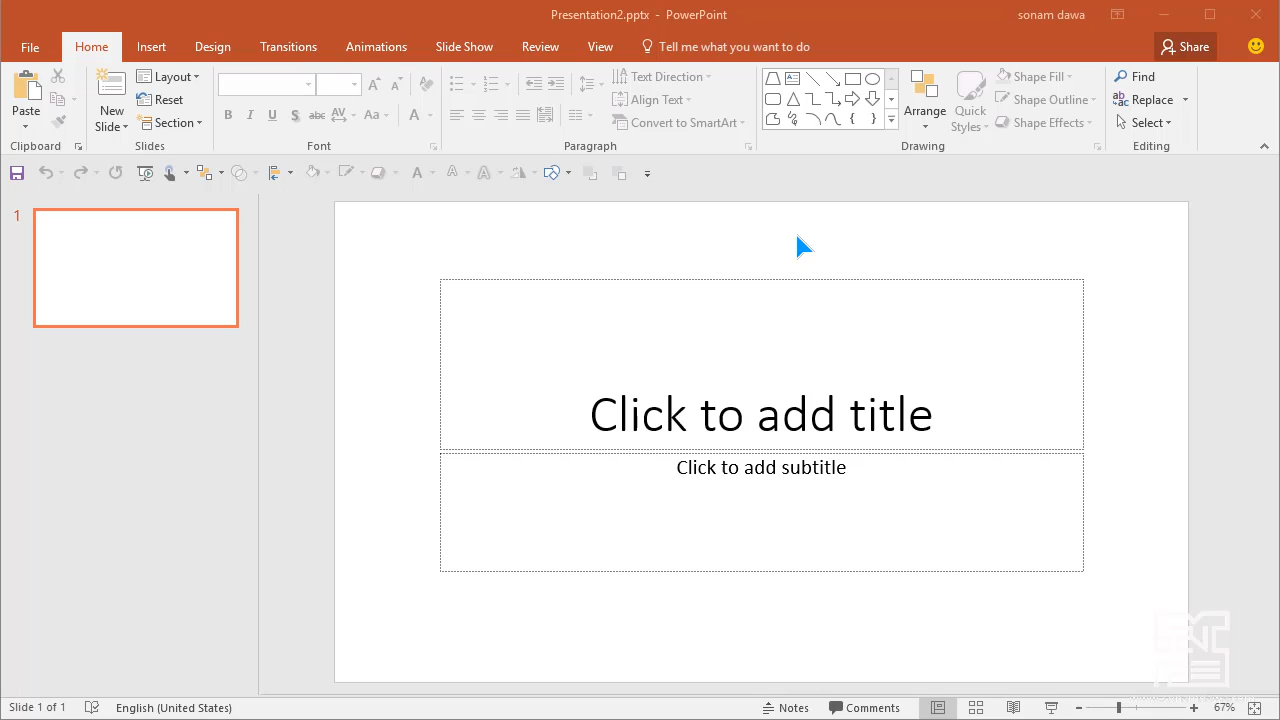 Presentation2.pptx - PowerPoint
sonam dawa
File
Home
Insert
Design
Transitions
Animations
Slide Show
Review
View
Tell me what you want to do
Share
Paste
Clipboard
New
Slide
Layout
Reset
Section
Slides
B I U S abc AV Aa A
Font
Text Direction
Align Text
Convert to SmartArt
Paragraph
Arrange
Quick
Styles
Shape Fill
Shape Outline
Shape Effects
Drawing
Find
Replace
Select
Editing
1
Click to add title
Click to add subtitle
Slide 1 of 1
English (United States)
Notes
Comments
67%